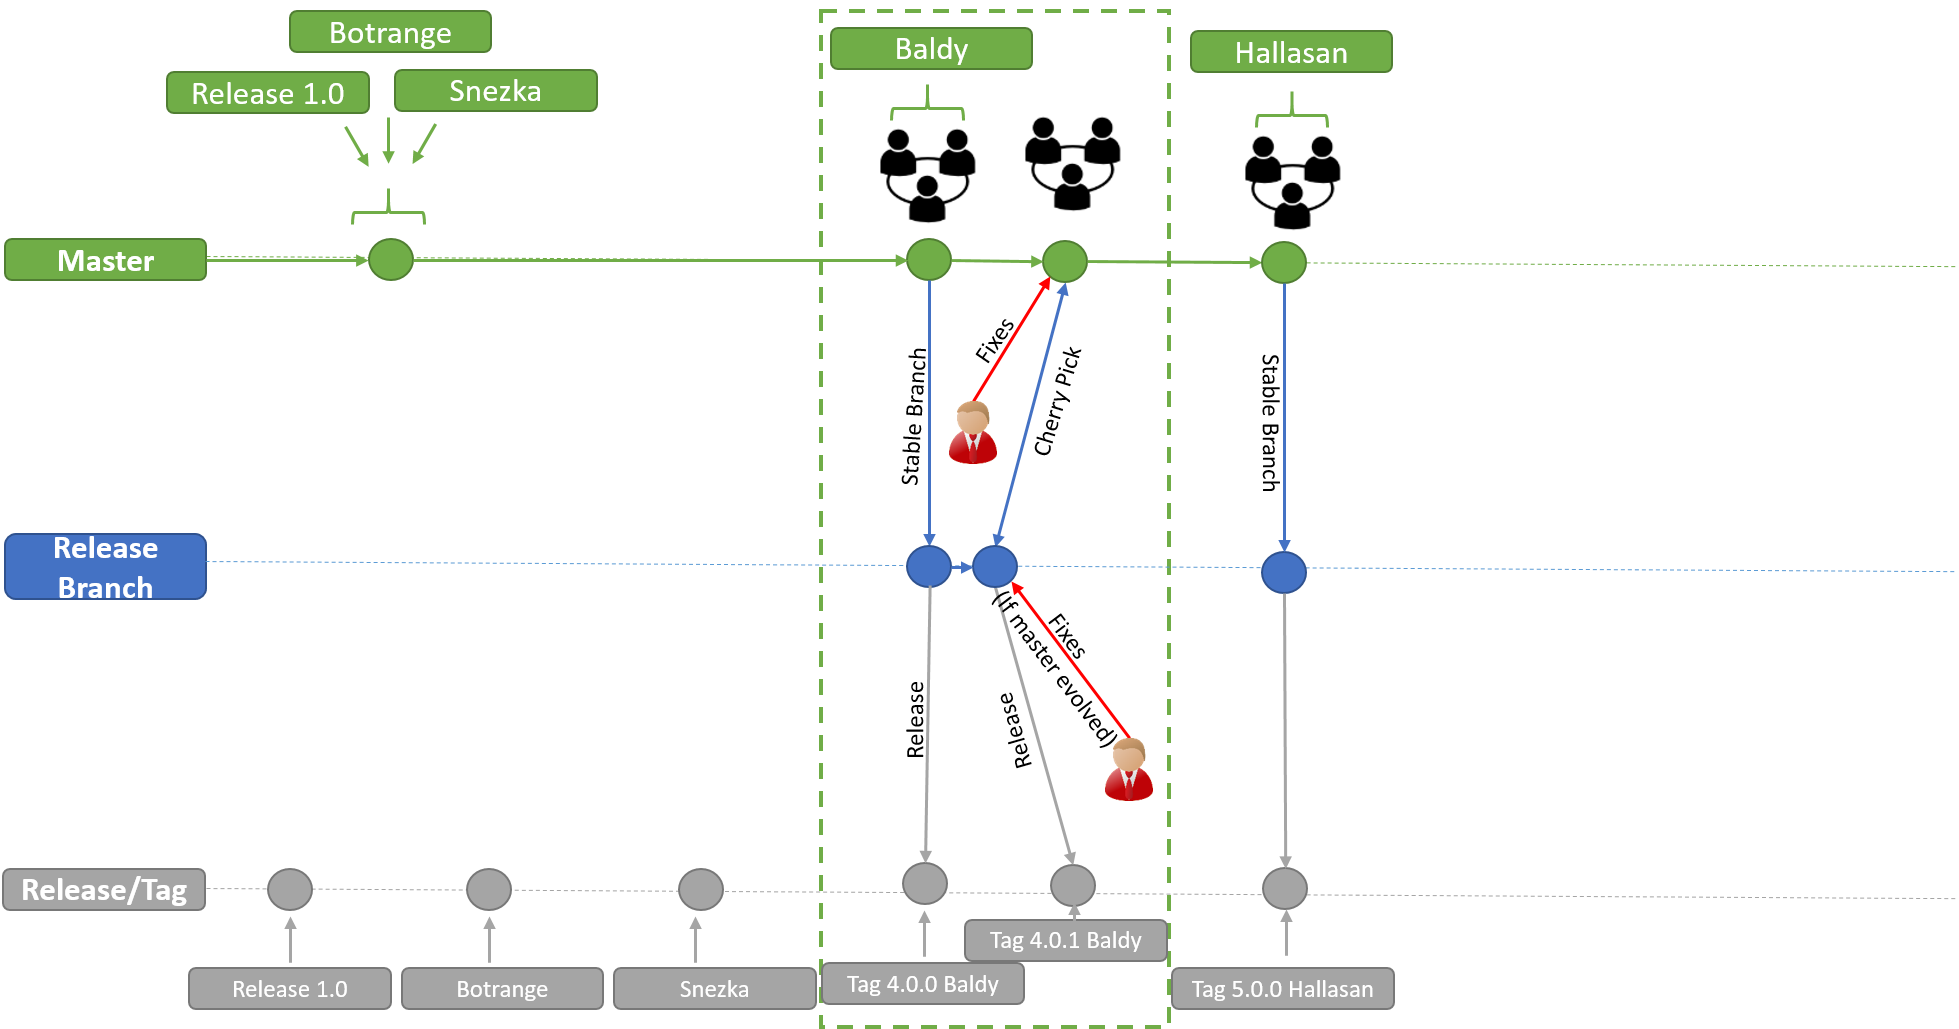 Botrange
Release 1.0
Snezka
Baldy
Hallasan
Master
Fixes
Cherry Pick
Stable Branch
Stable Branch
Release
Branch
(If master evolved)
Fixes
Release
Release
Release/Tag
Tag 4.0.1 Baldy
Release 1.0
Botrange
Snezka
Tag 4.0.0 Baldy
Tag 5.0.0 Hallasan